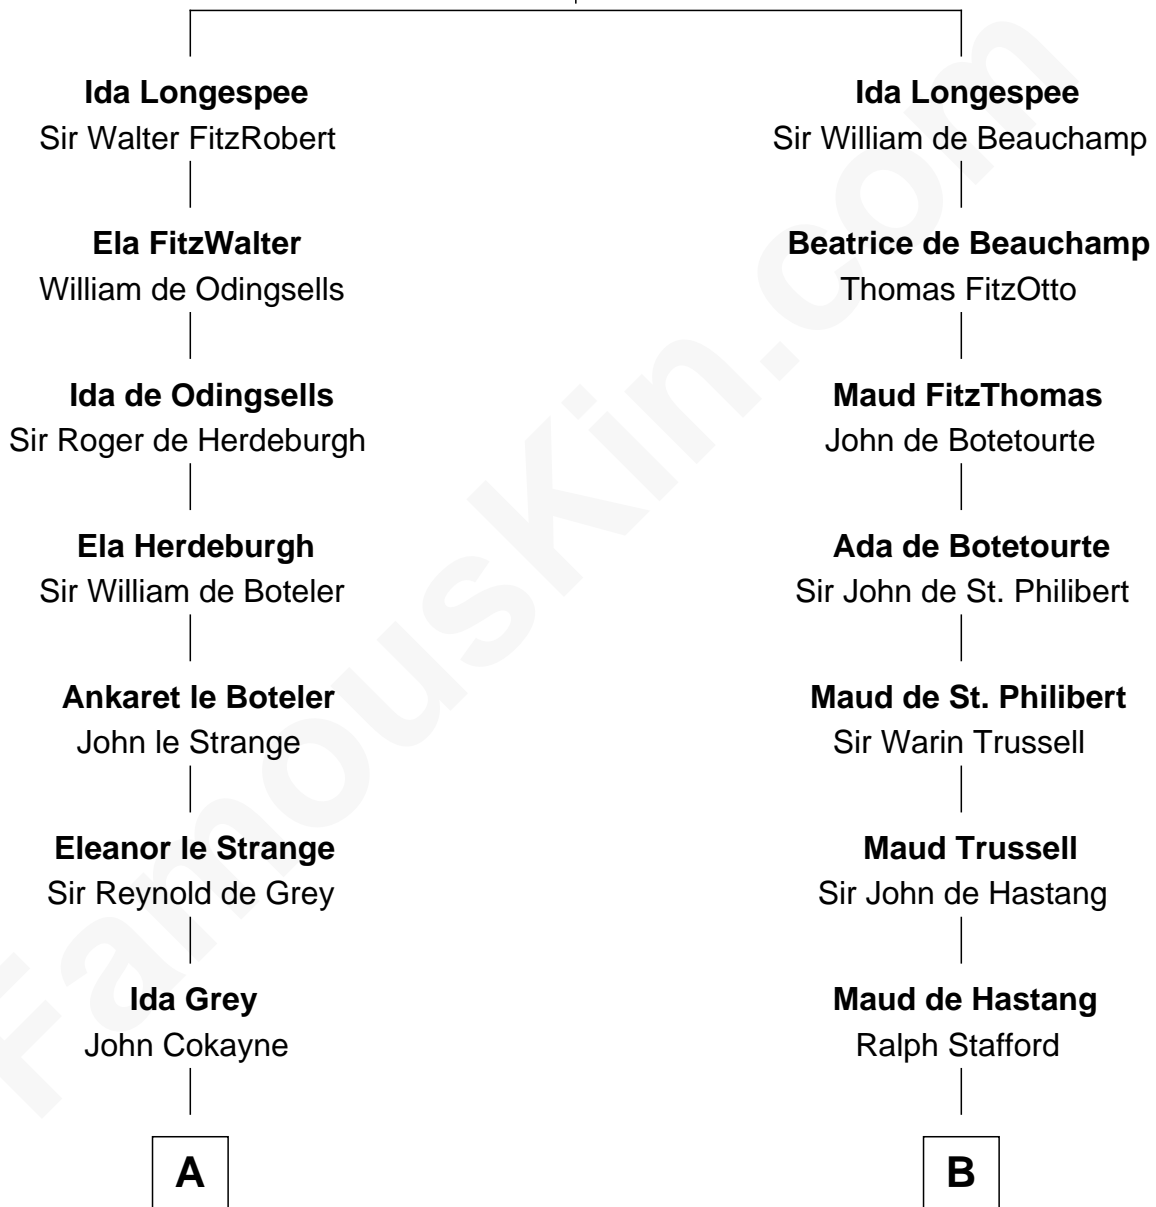 Ida Longespee
Sir Walter FitzRobert
Ela FitzWalter
William de Odingsells
Ida de Odingsells
Sir Roger de Herdeburgh
Ela Herdeburgh
Sir William de Boteler
Ankaret le Boteler
John le Strange
Eleanor le Strange
Sir Reynold de Grey
Ida Grey
John Cokayne
A
Ida Longespee
Sir William de Beauchamp
Beatrice de Beauchamp
Thomas FitzOtto
Maud FitzThomas
John de Botetourte
Ada de Botetourte
Sir John de St. Philibert
Maud de St. Philibert
Sir Warin Trussell
Maud Trussell
Sir John de Hastang
Maud de Hastang
Ralph Stafford
B
FamousKin.com